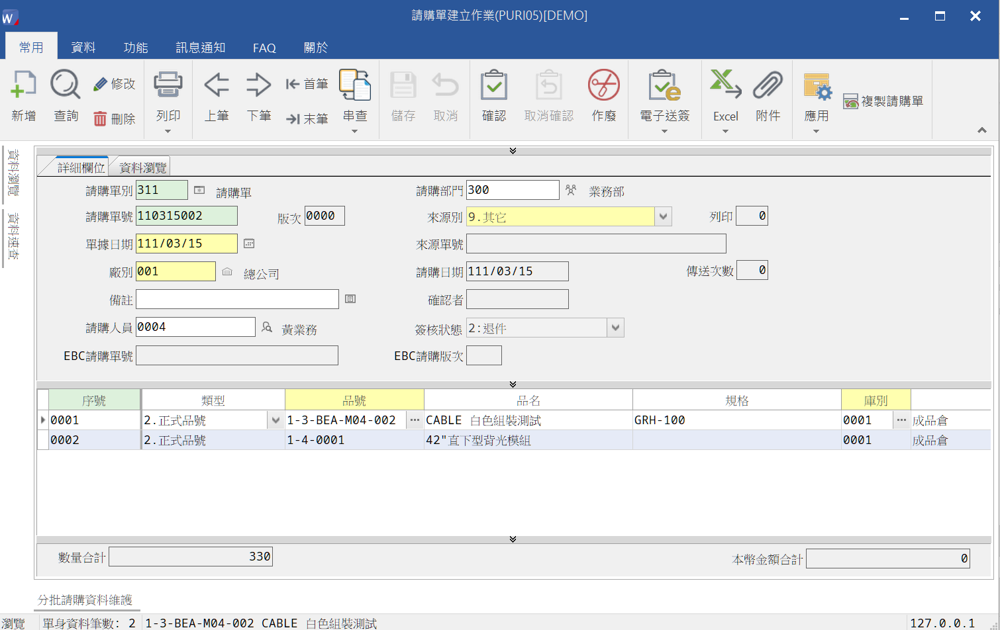 W
請購單建立作業(PURI05)[DEMO]
常用 資料 功能 訊息通知 FAQ 關於
新增 查詢 修改 刪除 列印 上筆 下筆 首筆 末筆 串查 儲存 取消 確認 取消確認 作廢 電子送簽 Excel 附件 應用 複製請購單
資料瀏覽
資料速查
詳細欄位 資料瀏覽
請購單別 311 請購單 請購部門 300 業務部
請購單號 110315002 版次 0000 來源別 9.其它 列印 0
單據日期 111/03/15 來源單號
廠別 001 總公司 請購日期 111/03/15 傳送次數 0
備註 確認者
請購人員 0004 黃業務 簽核狀態 2:退件
EBC請購單號 EBC請購版次
序號 類型 品號 品名 規格 庫別
0001 2.正式品號 1-3-BEA-M04-002 CABLE 白色組裝測試 GRH-100 0001 成品倉
0002 2.正式品號 1-4-0001 42"直下型背光模組 0001 成品倉
數量合計 330 本幣金額合計 0
分批請購資料維護
瀏覽 單身資料筆數: 2 1-3-BEA-M04-002 CABLE 白色組裝測試 127.0.0.1